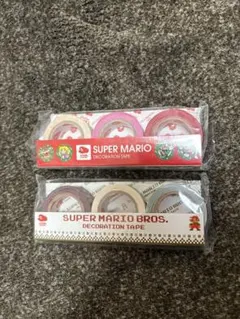 SUPER MARIO
DECORATION TAPE
SUPER MARIO BROS.
DECORATION TAPE